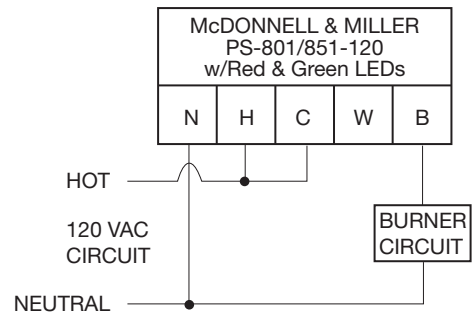 McDONNELL & MILLER
PS-801/851-120
w/Red & Green LEDs
N H C W B
HOT
120 VAC
CIRCUIT
BURNER
CIRCUIT
NEUTRAL